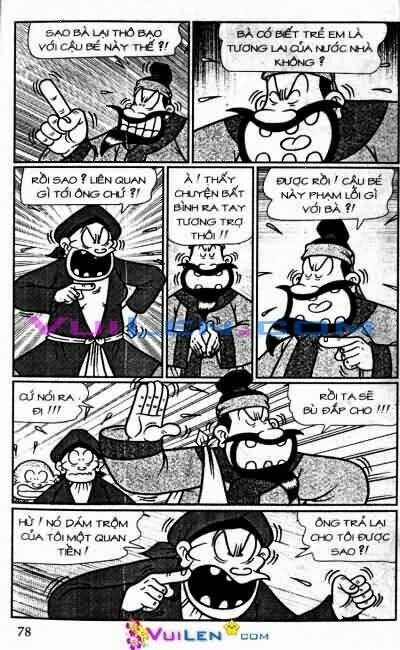 SAO BÀ LẠI THÔ BẠO
VỚI CẬU BÉ NÀY THẾ ?!
BÀ CÓ BIẾT TRẺ EM LÀ
TƯƠNG LAI CỦA NƯỚC NHÀ
KHÔNG ?
RỒI SAO ? LIÊN QUAN
GÌ TỚI ÔNG CHỨ ?!
À ! THẤY
CHUYỆN BẤT
BÌNH RA TAY
TƯƠNG TRỢ
THÔI !!
ĐƯỢC RỒI ! CẬU BÉ
NÀY PHẠM LỖI GÌ
VỚI BÀ ?!
VUILEN.COM
CỨ NÓI RA
ĐI !!!
RỒI TA SẼ
BÙ ĐẮP CHO !!!
HỪ ! NÓ DÁM TRỘM
CỦA TÔI MỘT QUAN
TIỀN !
ÔNG TRẢ LẠI
CHO TÔI ĐƯỢC
SAO ?!
78
VUILEN.COM